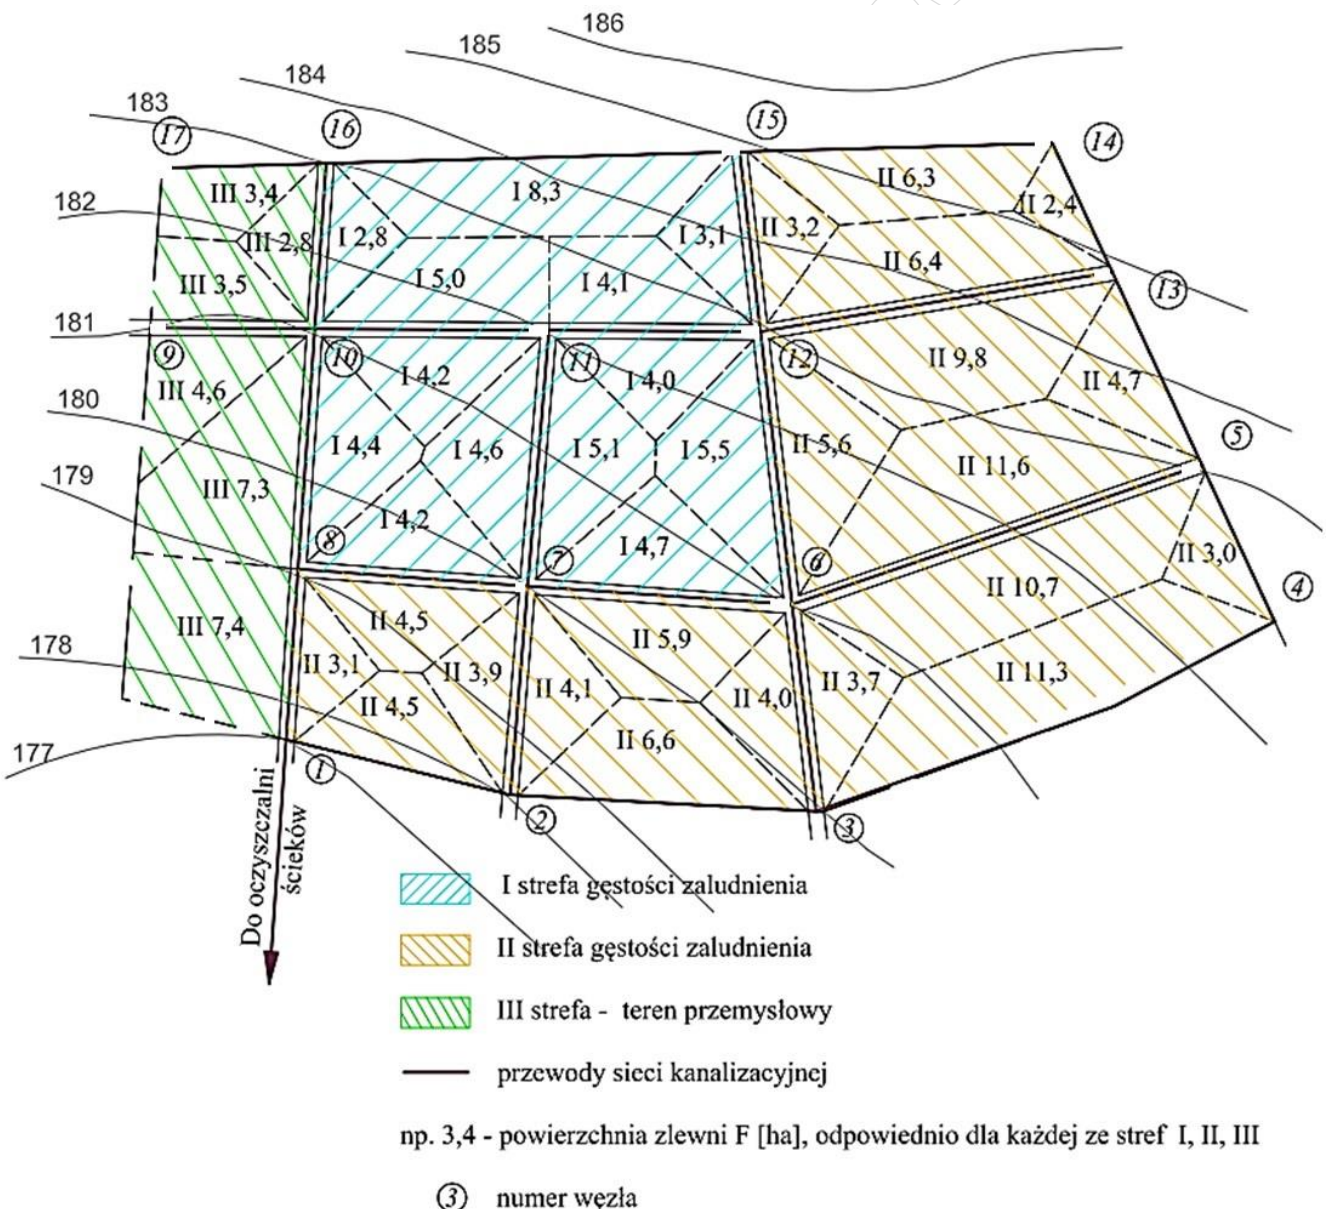 186
185
184
183
15
16
17
14
III 3,4
I 8,3
II 6,3
182
III 2,8
I 2,8
I 3,1
II 3,2
II 2,4
III 3,5
I 5,0
I 4,1
II 6,4
13
181
9
10
11
12
III 4,6
I 4,2
I 4,0
II 9,8
II 4,7
180
5
I 4,4
I 4,6
I 5,1
I 5,5
II 5,6
II 11,6
179
III 7,3
I 4,2
8
7
I 4,7
6
II 3,0
II 10,7
4
III 7,4
II 4,5
II 5,9
178
II 3,1
II 3,9
II 4,1
II 4,0
II 3,7
II 11,3
II 4,5
II 6,6
177
1
2
3
Do oczyszczalni
ścieków
I strefa gęstości zaludnienia
II strefa gęstości zaludnienia
III strefa - teren przemysłowy
przewody sieci kanalizacyjnej
np. 3,4 - powierzchnia zlewni F [ha], odpowiednio dla każdej ze stref I, II, III
3 numer węzła